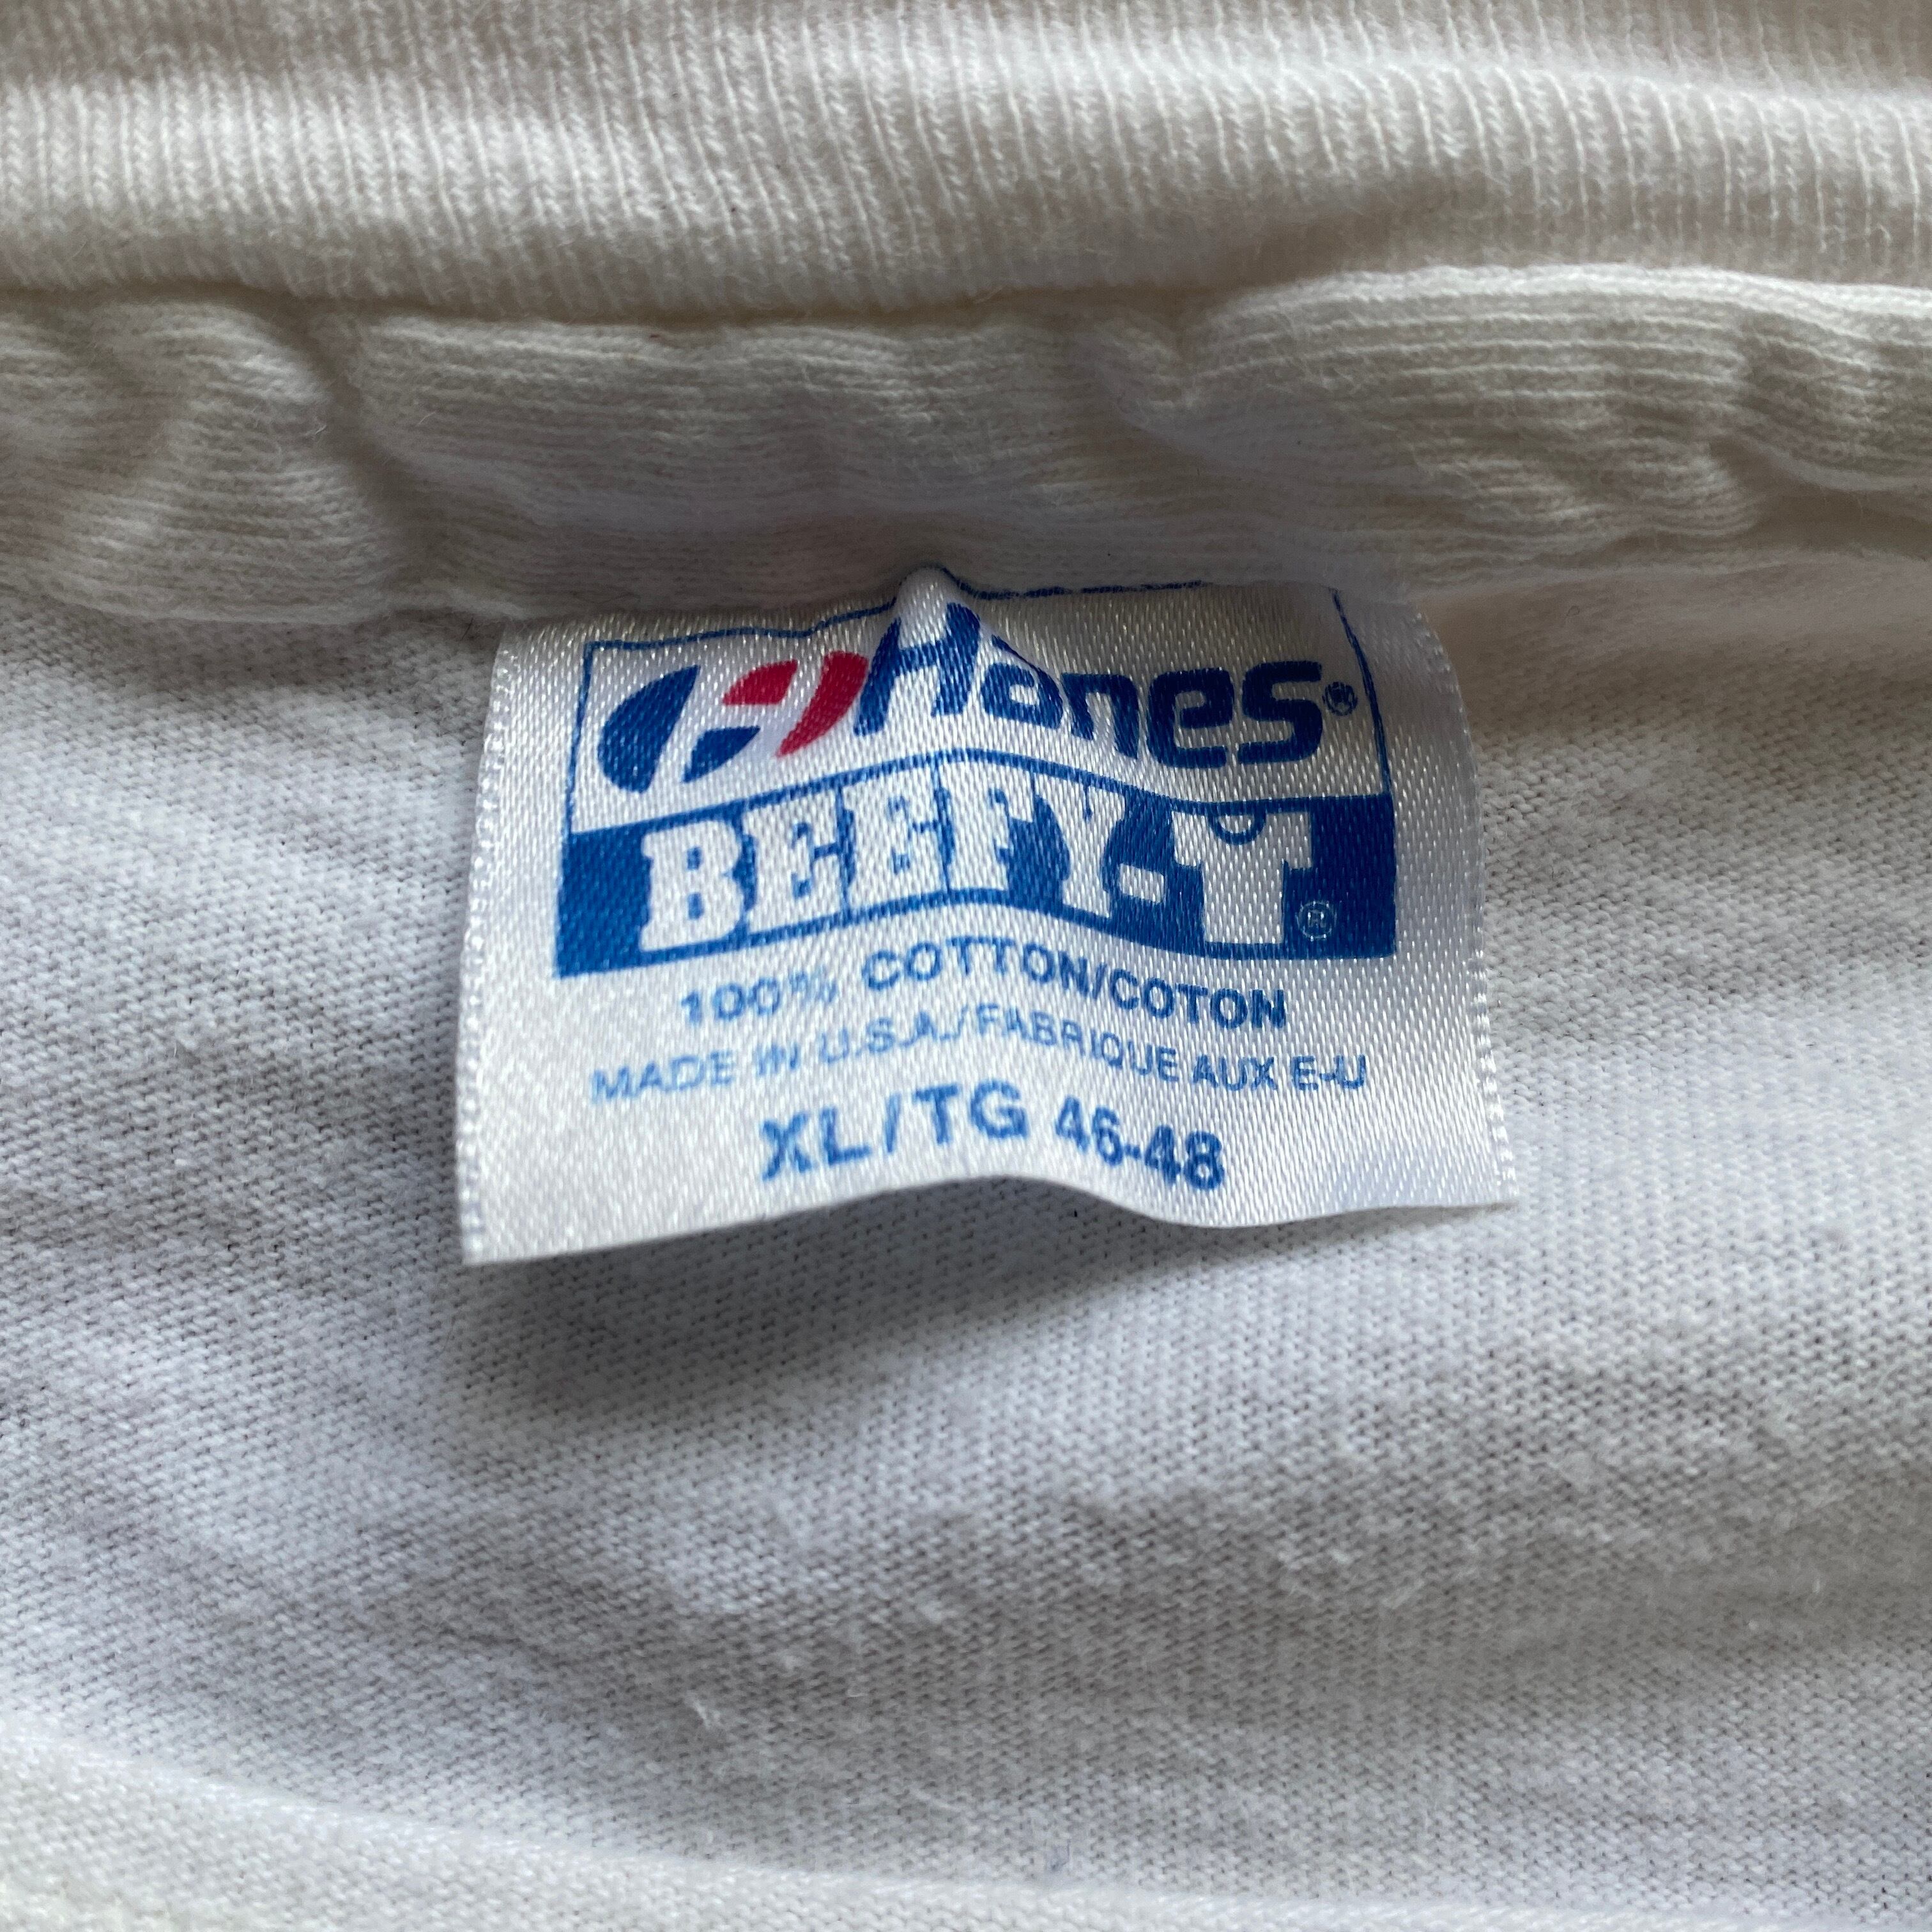 Hanes®
BEEFY-T®
100% COTTON/COTON
MADE IN U.S.A./FABRIQUE AUX E-U
XL/TG 46-48